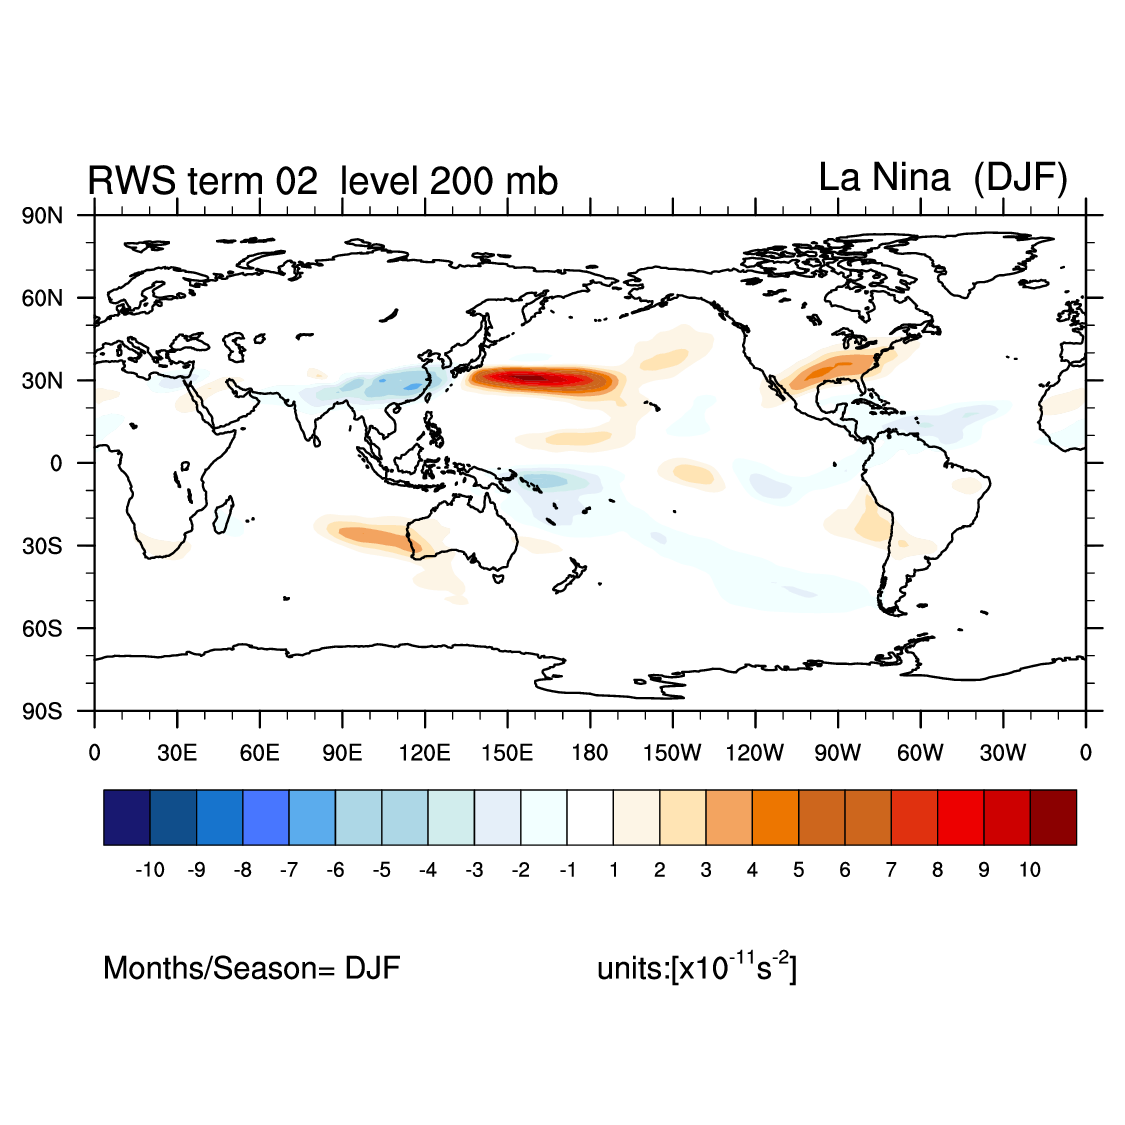 RWS term 02  level 200 mb
La Nina  (DJF)
90N
60N
30N
0
30S
60S
90S
0 30E 60E 90E 120E 150E 180 150W 120W 90W 60W 30W 0
-10 -9 -8 -7 -6 -5 -4 -3 -2 -1 1 2 3 4 5 6 7 8 9 10
Months/Season= DJF
units:[x10-11s-2]